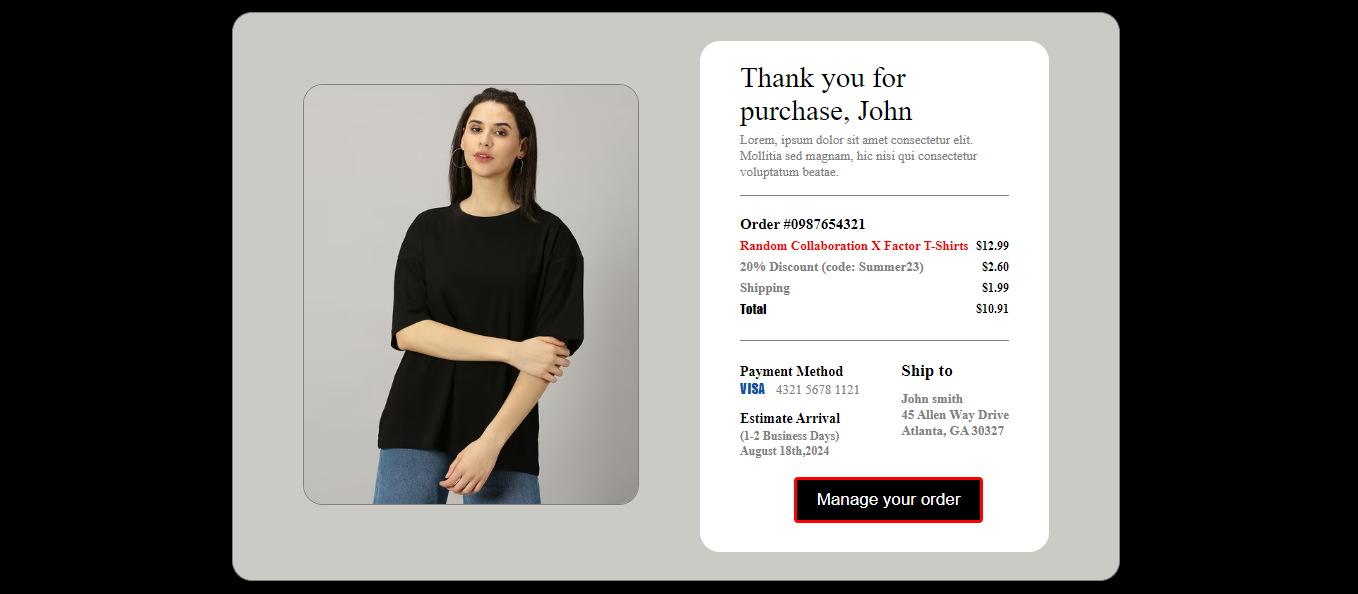 Thank you for
purchase, John
Lorem, ipsum dolor sit amet consectetur elit.
Mollitia sed magnam, hic nisi qui consectetur
voluptatum beatae.
Order #0987654321
Random Collaboration X Factor T-Shirts $12.99
20% Discount (code: Summer23) $2.60
Shipping $1.99
Total $10.91
Payment Method
VISA 4321 5678 1121
Estimate Arrival
(1-2 Business Days)
August 18th,2024
Ship to
John smith
45 Allen Way Drive
Atlanta, GA 30327
Manage your order